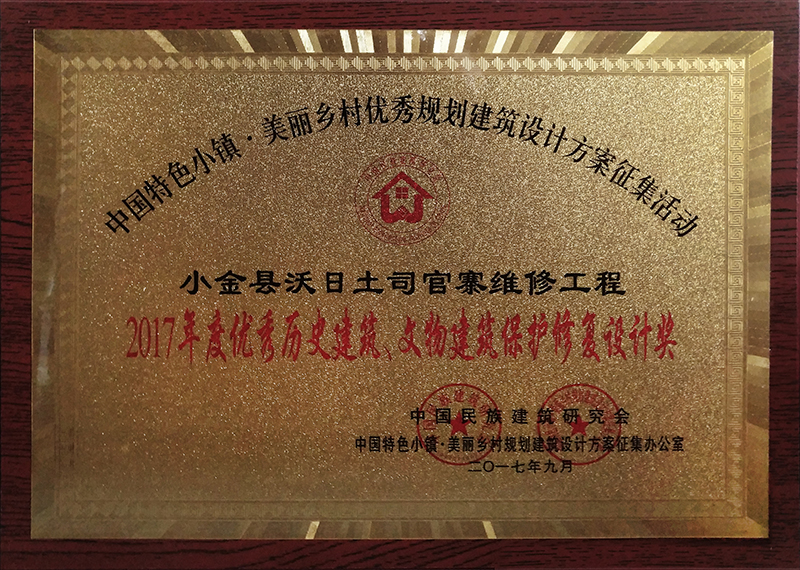 中国特色小镇·美丽乡村优秀规划建筑设计方案征集活动
小金县沃日土司官寨维修工程
2017年度优秀历史建筑、文物建筑保护修复设计奖
中国民族建筑研究会
中国特色小镇·美丽乡村规划建筑设计方案征集办公室
二〇一七年九月